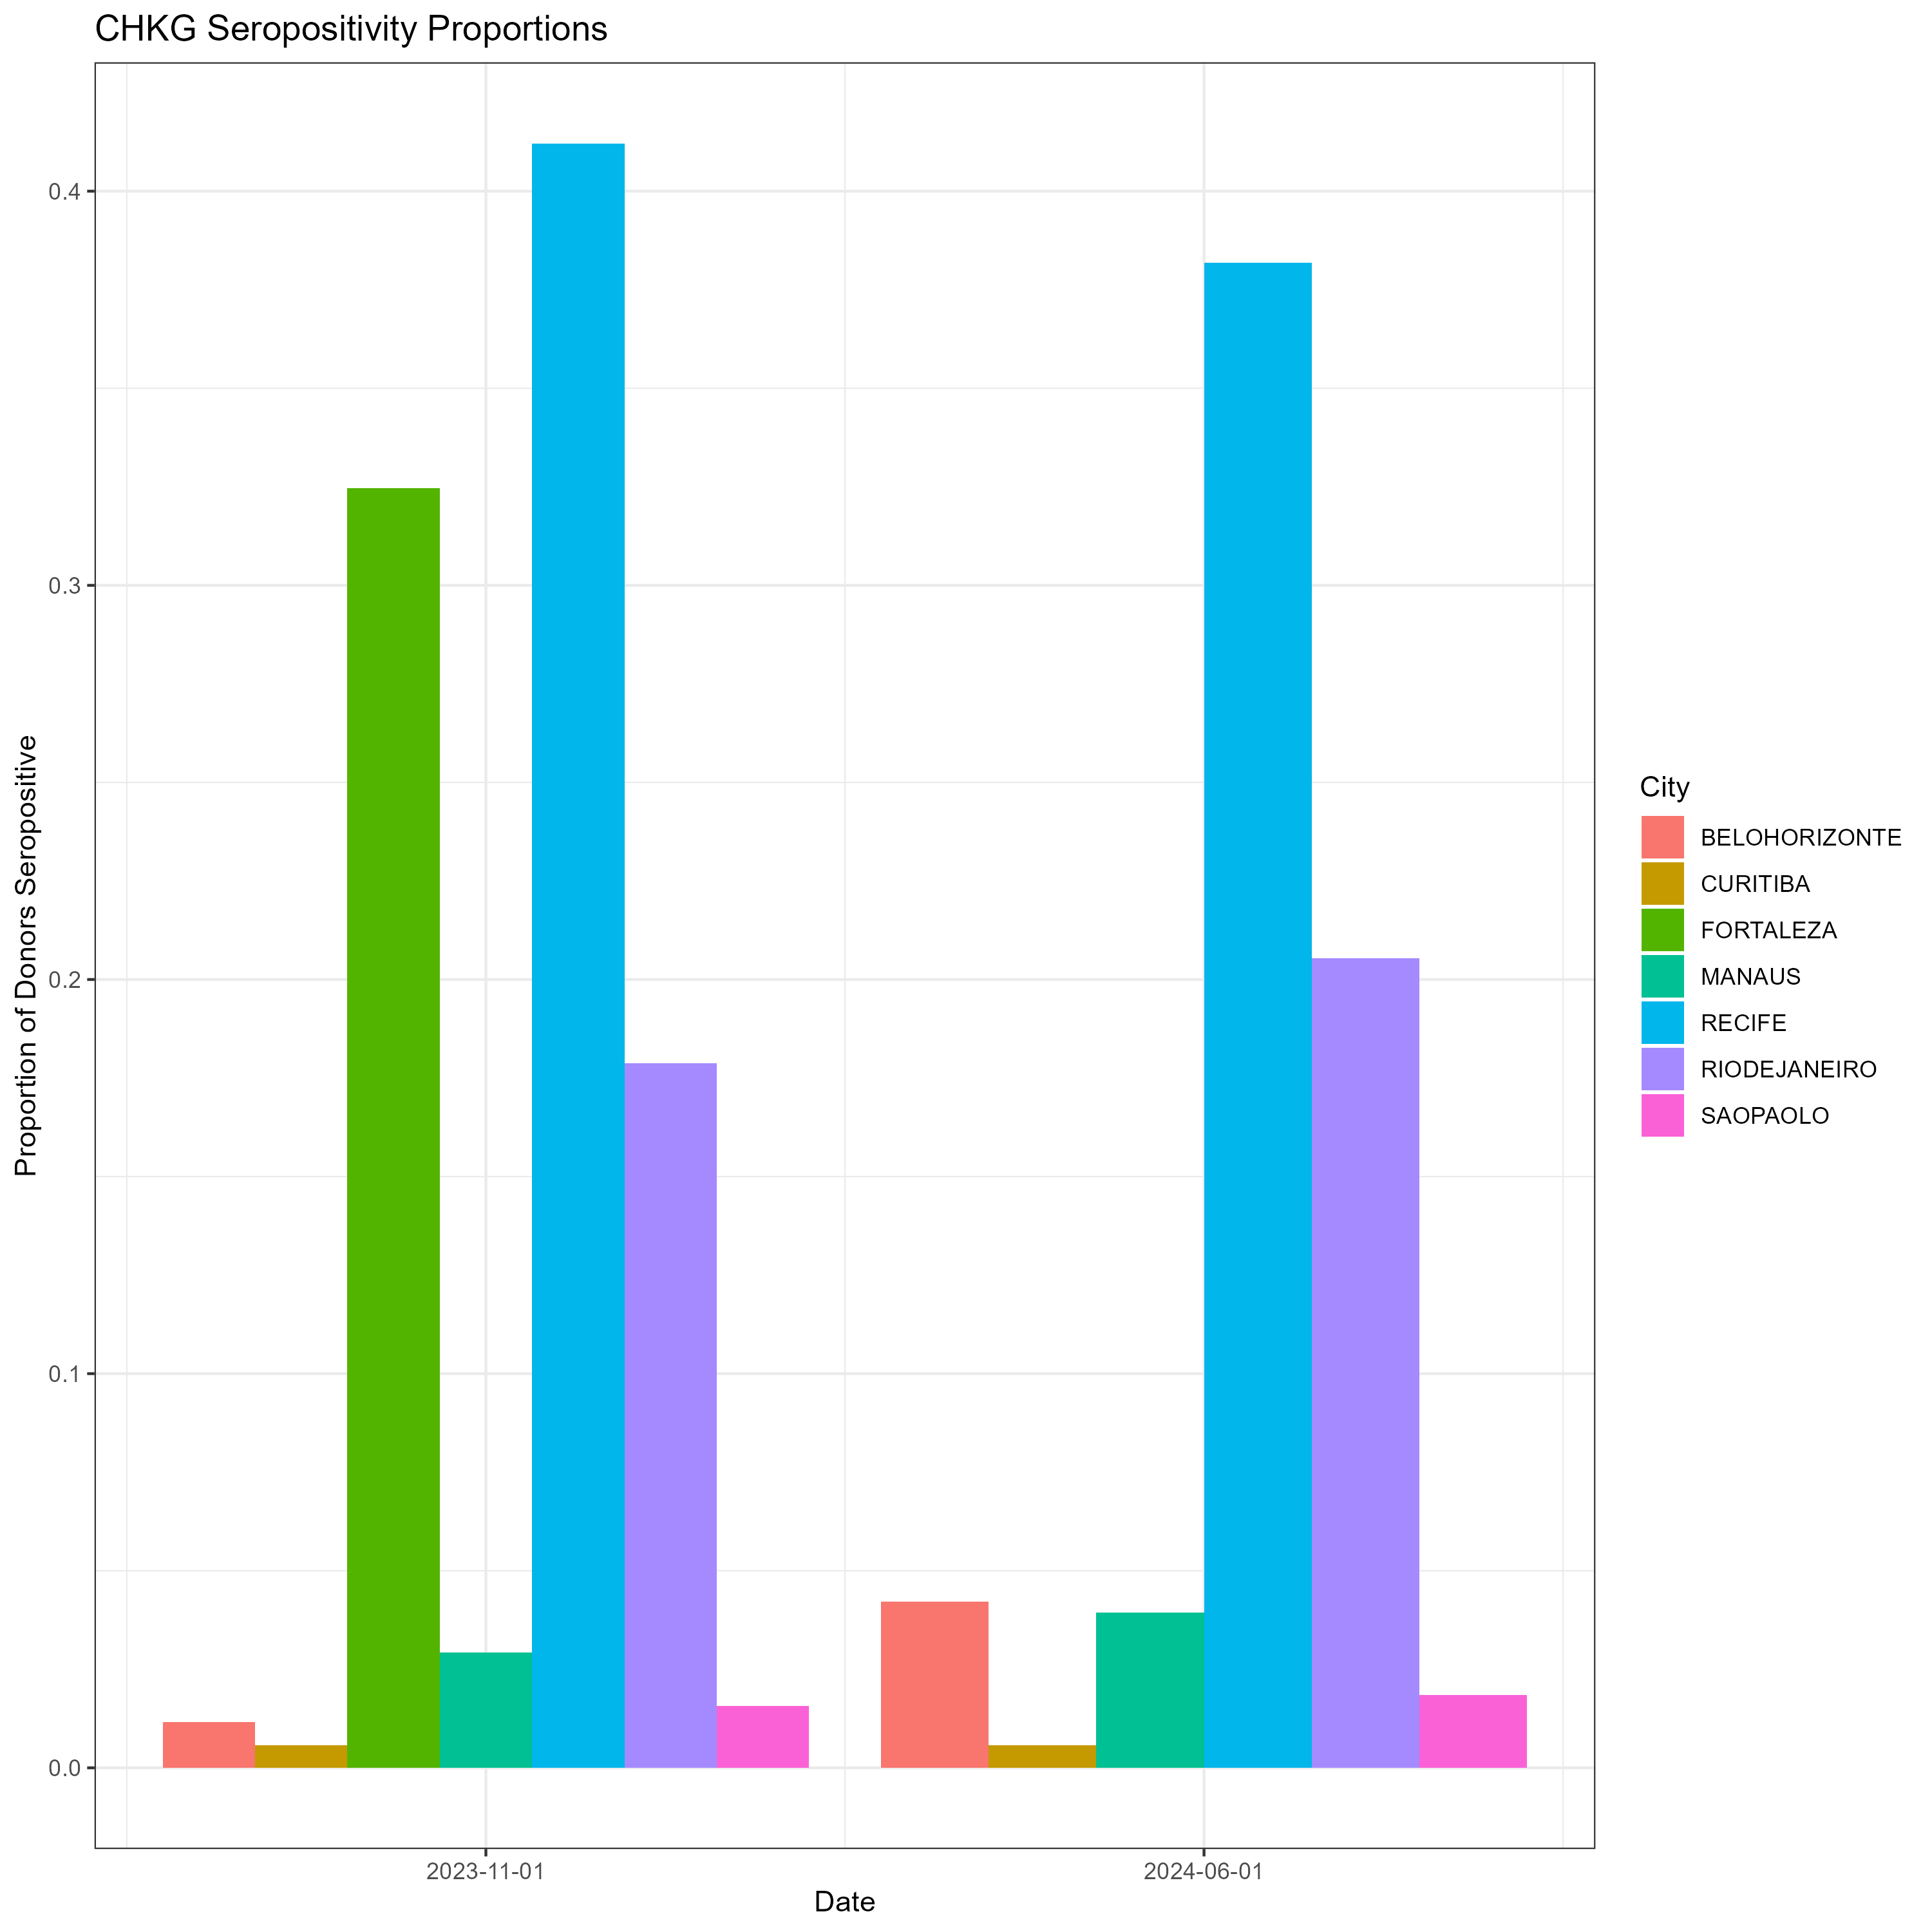 CHKG Seropositivity Proportions
Proportion of Donors Seropositive
0.4
0.3
0.2
0.1
0.0
2023-11-01
2024-06-01
Date
City
BELOHORIZONTE
CURITIBA
FORTALEZA
MANAUS
RECIFE
RIODEJANEIRO
SAOPAOLO